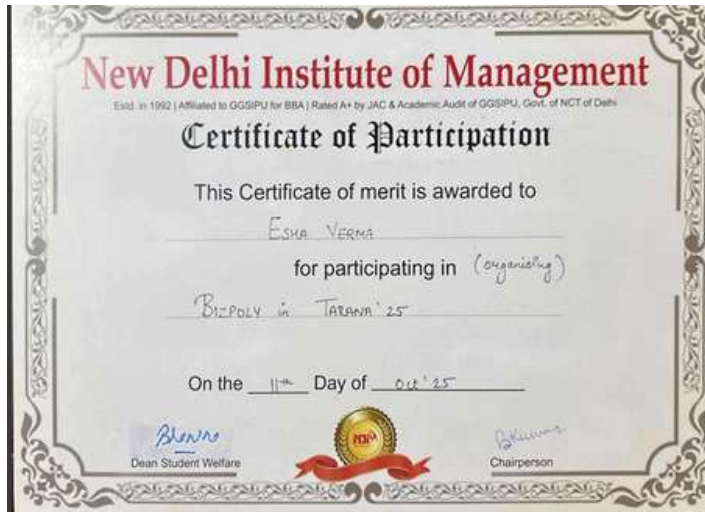 New Delhi Institute of Management
Estd. in 1992 | Affiliated to GGSIPU for BBA | Rated A+ by JAC & Academic Audit of GGSIPU, Govt. of NCT of Delhi
Certificate of Participation
This Certificate of merit is awarded to
ESHA VERMA
for participating in (organising)
BIZPOLY in TARANA'25
On the 11th Day of Oct'25
NDIM
Dean Student Welfare
Chairperson